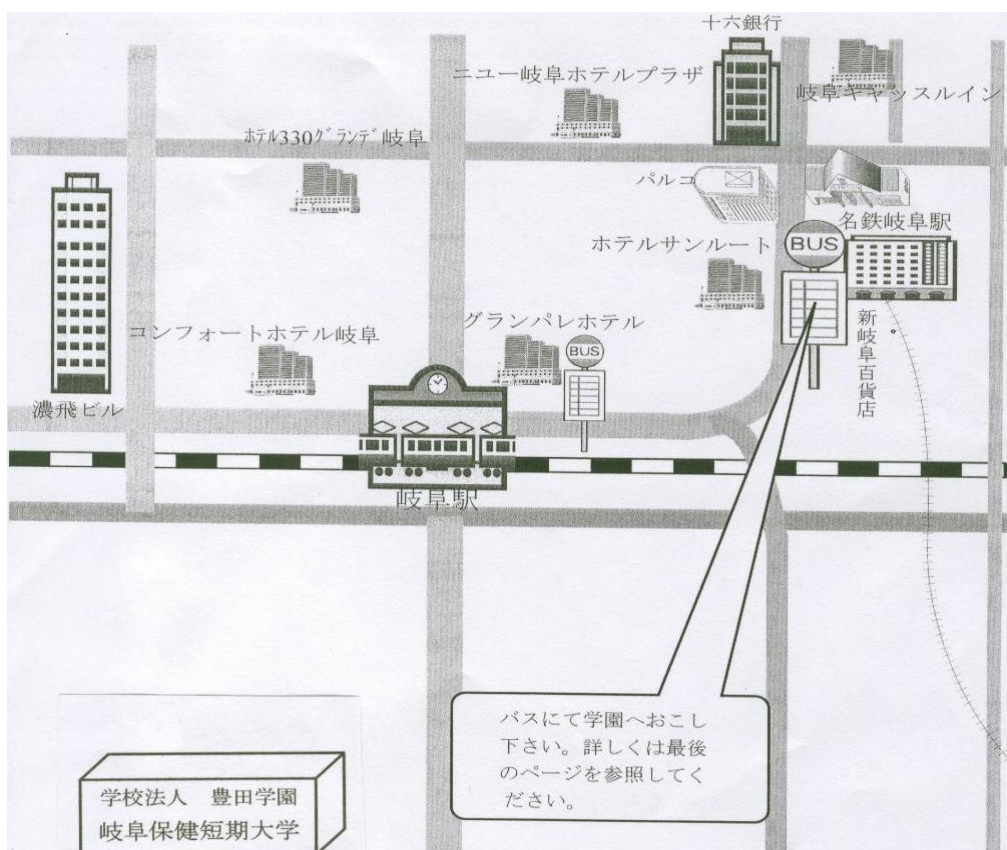 十六銀行
ニユー岐阜ホテルプラザ
岐阜キャッスルイン
ホテル330グランデ岐阜
パルコ
名鉄岐阜駅
ホテルサンルート
BUS
新岐阜百貨店
コンフォートホテル岐阜
グランパレホテル
BUS
濃飛ビル
岐阜駅
バスにて学園へおこし
下さい。詳しくは最後
のページを参照してく
ださい。
学校法人　豊田学園
岐阜保健短期大学